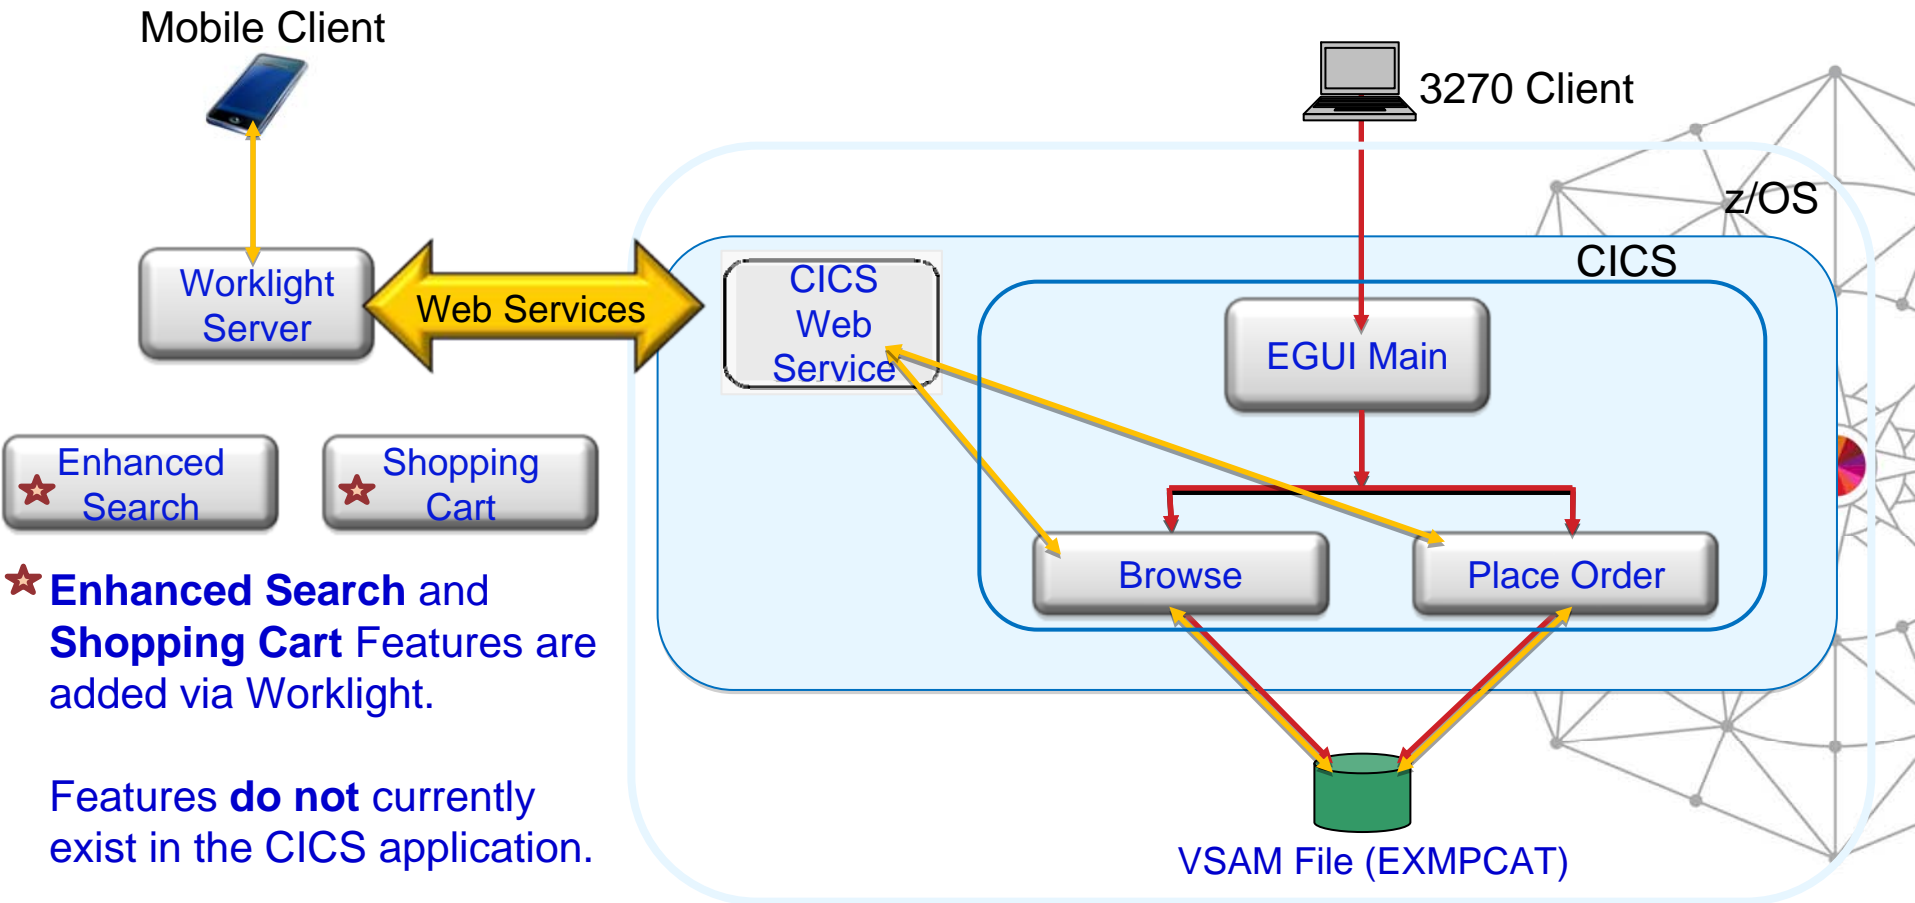 Mobile Client
3270 Client
z/OS
CICS
Worklight
Server
Web Services
CICS
Web
Service
EGUI Main
Enhanced
Search
Shopping
Cart
Browse
Place Order
Enhanced Search and
Shopping Cart Features are
added via Worklight.
Features do not currently
exist in the CICS application.
VSAM File (EXMPCAT)